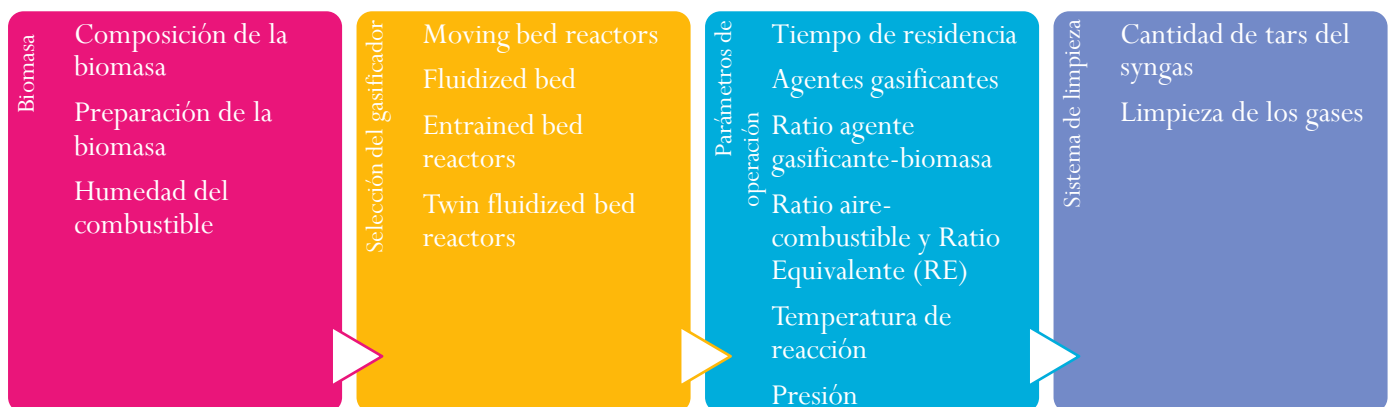 Biomasa
Composición de la
biomasa
Preparación de la
biomasa
Humedad del
combustible
Selección del gasificador
Moving bed reactors
Fluidized bed
Entrained bed
reactors
Twin fluidized bed
reactors
Parámetros de
operación
Tiempo de residencia
Agentes gasificantes
Ratio agente
gasificante-biomasa
Ratio aire-
combustible y Ratio
Equivalente (RE)
Temperatura de
reacción
Presión
Sistema de limpieza
Cantidad de tars del
syngas
Limpieza de los gases